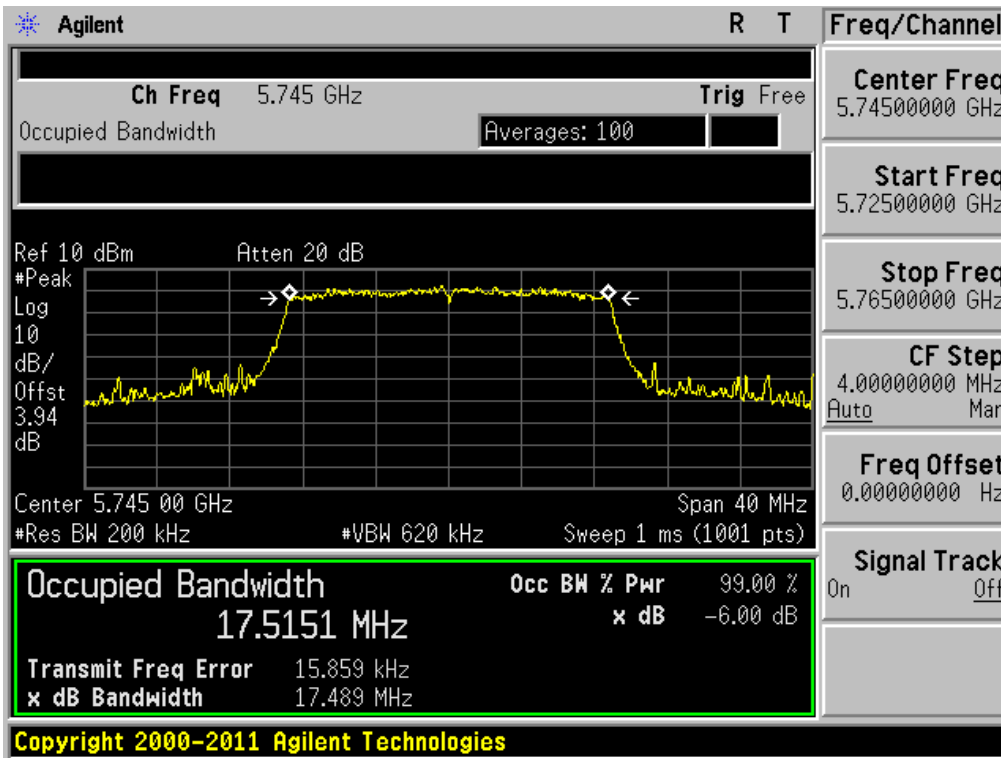 Agilent R T Freq/Channel
Ch Freq 5.745 GHz Trig Free
Occupied Bandwidth Averages: 100
Center Freq
5.74500000 GHz
Start Freq
5.72500000 GHz
Stop Freq
5.76500000 GHz
CF Step
4.00000000 MHz
Auto Man
Freq Offset
0.00000000 Hz
Signal Track
On Off
Ref 10 dBm Atten 20 dB
#Peak
Log
10
dB/
Offst
3.94
dB
Center 5.745 00 GHz Span 40 MHz
#Res BW 200 kHz #VBW 620 kHz Sweep 1 ms (1001 pts)
Occupied Bandwidth Occ BW % Pwr 99.00 %
17.5151 MHz x dB -6.00 dB
Transmit Freq Error 15.859 kHz
x dB Bandwidth 17.489 MHz
Copyright 2000-2011 Agilent Technologies